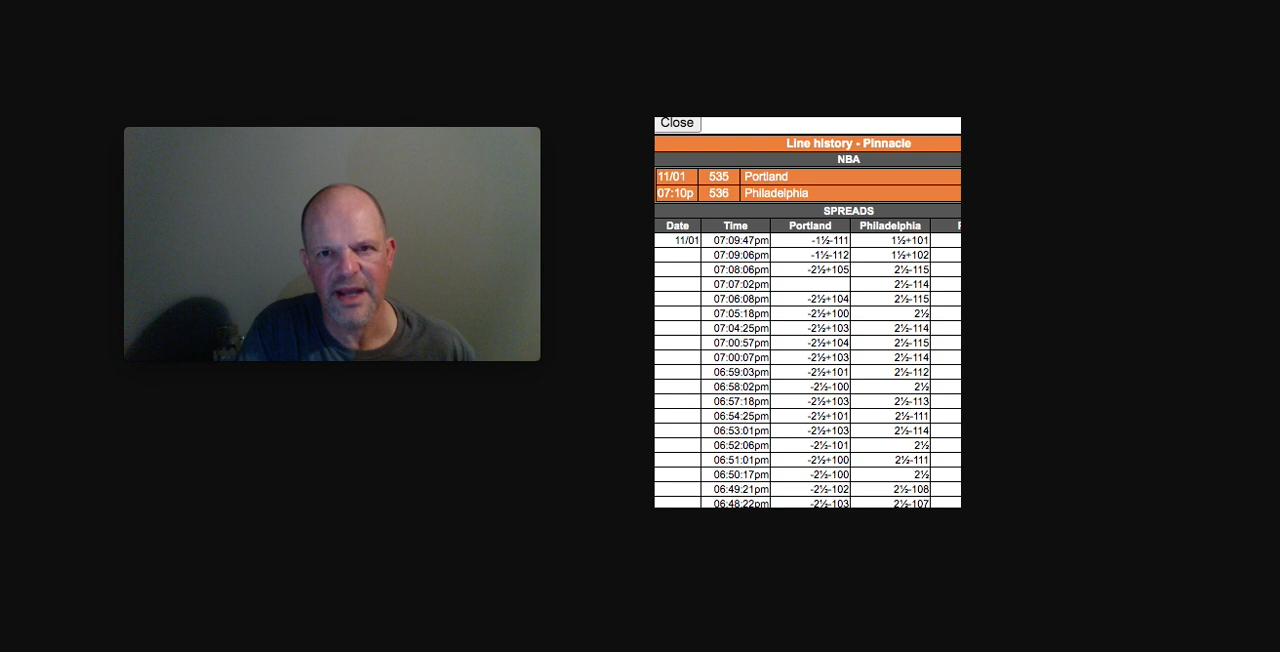 Close
Line history - Pinnacle
NBA
11/01 535 Portland
07:10p 536 Philadelphia
SPREADS
Date Time Portland Philadelphia
11/01 07:09:47pm -1½-111 1½+101
07:09:06pm -1½-112 1½+102
07:08:06pm -2½+105 2½-115
07:07:02pm 2½-114
07:06:08pm -2½+104 2½-115
07:05:18pm -2½+100 2½
07:04:25pm -2½+103 2½-114
07:00:57pm -2½+104 2½-115
07:00:07pm -2½+103 2½-114
06:59:03pm -2½+101 2½-112
06:58:02pm -2½-100 2½
06:57:18pm -2½+103 2½-113
06:54:25pm -2½+101 2½-111
06:53:01pm -2½+103 2½-114
06:52:06pm -2½-101 2½
06:51:01pm -2½+100 2½-111
06:50:17pm -2½-100 2½
06:49:21pm -2½-102 2½-108
06:48:22pm -2½-103 2½-107